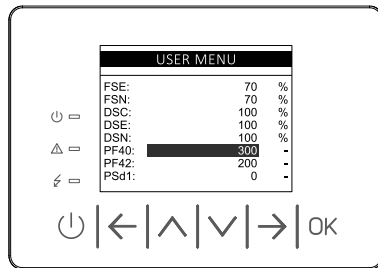 USER MENU
FSE: 70 %
FSN: 70 %
DSC: 100 %
DSE: 100 %
DSN: 100 %
PF40: 300 -
PF42: 200 -
PSd1: 0 -
OK